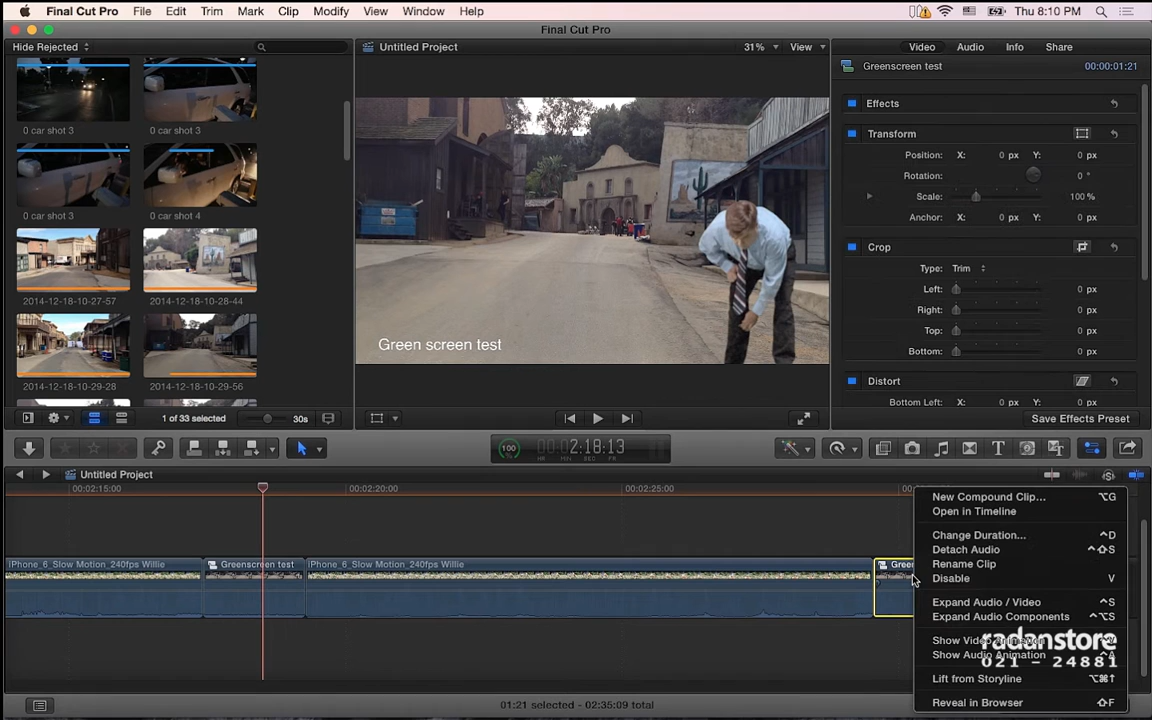 Final Cut Pro File Edit Trim Mark Clip Modify View Window Help Thu 8:10 PM
Final Cut Pro
Hide Rejected
Untitled Project 31% View
Video Audio Info Share
Greenscreen test 00:00:01:21
0 car shot 3 0 car shot 3
0 car shot 3 0 car shot 4
2014-12-18-10-27-57 2014-12-18-10-28-44
2014-12-18-10-29-28 2014-12-18-10-29-56
1 of 33 selected 30s
Green screen test
Effects
Transform
Position: X: 0 px Y: 0 px
Rotation: 0 °
Scale: 100 %
Anchor: X: 0 px Y: 0 px
Crop
Type: Trim
Left: 0 px
Right: 0 px
Top: 0 px
Bottom: 0 px
Distort
Bottom Left: X: 0 px Y: 0 px
Save Effects Preset
100 2:18:13
HR MIN SEC FR
Untitled Project
00:02:15:00 00:02:20:00 00:02:25:00
iPhone_6_Slow Motion_240fps Willie Greenscreen test iPhone_6_Slow Motion_240fps Willie
New Compound Clip... ⌥G
Open in Timeline
Change Duration... ^D
Detach Audio ^⇧S
Rename Clip
Disable V
Expand Audio / Video ^S
Expand Audio Components ^⌥S
Show Video Animation ^V
Show Audio Animation ^A
Lift from Storyline ⌥⌘↑
Reveal in Browser ⇧F
radanstore
021 - 24881
01:21 selected - 02:35:09 total